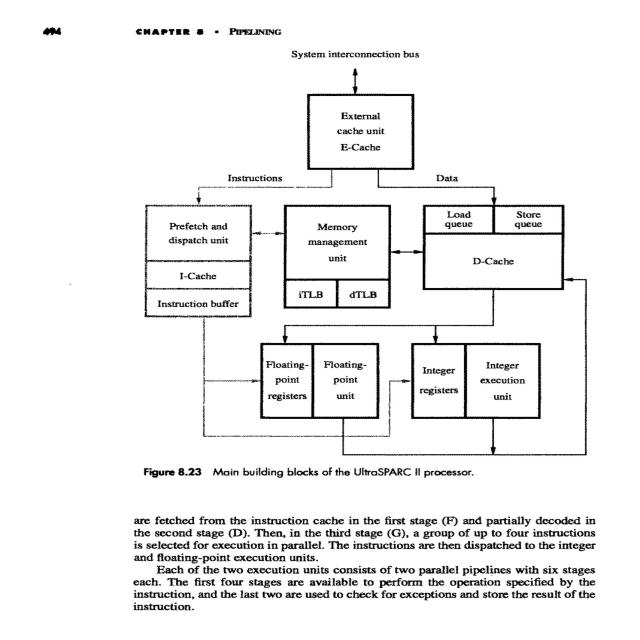 494 CHAPTER 8 • PIPELINING
System interconnection bus
External
cache unit
E-Cache
Instructions
Data
Prefetch and
dispatch unit
I-Cache
Instruction buffer
Memory
management
unit
iTLB dTLB
Load
queue
Store
queue
D-Cache
Floating-
point
registers
Floating-
point
unit
Integer
registers
Integer
execution
unit
Figure 8.23 Main building blocks of the UltraSPARC II processor.
are fetched from the instruction cache in the first stage (F) and partially decoded in
the second stage (D). Then, in the third stage (G), a group of up to four instructions
is selected for execution in parallel. The instructions are then dispatched to the integer
and floating-point execution units.
Each of the two execution units consists of two parallel pipelines with six stages
each. The first four stages are available to perform the operation specified by the
instruction, and the last two are used to check for exceptions and store the result of the
instruction.